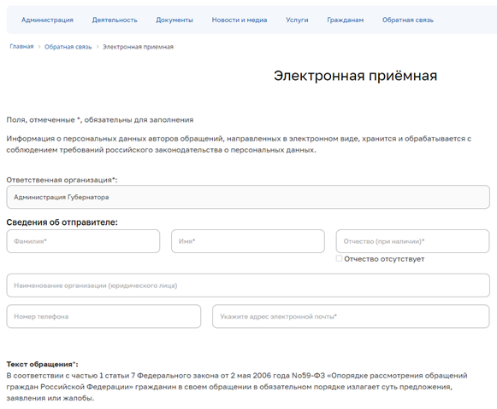 Администрация Деятельность Документы Новости и медиа Услуги Гражданам Обратная связь
Главная › Обратная связь › Электронная приемная
Электронная приёмная
Поля, отмеченные *, обязательны для заполнения
Информация о персональных данных авторов обращений, направленных в электронном виде, хранится и обрабатывается с
соблюдением требований российского законодательства о персональных данных.
Ответственная организация*:
Администрация Губернатора
Сведения об отправителе:
Фамилия* Имя* Отчество (при наличии)*
Отчество отсутствует
Наименование организации (юридического лица)
Номер телефона Укажите адрес электронной почты*
Текст обращения*:
В соответствии с частью 1 статьи 7 Федерального закона от 2 мая 2006 года No59-ФЗ «Опорядке рассмотрения обращений
граждан Российской Федерации» гражданин в своем обращении в обязательном порядке излагает суть предложения,
заявления или жалобы.